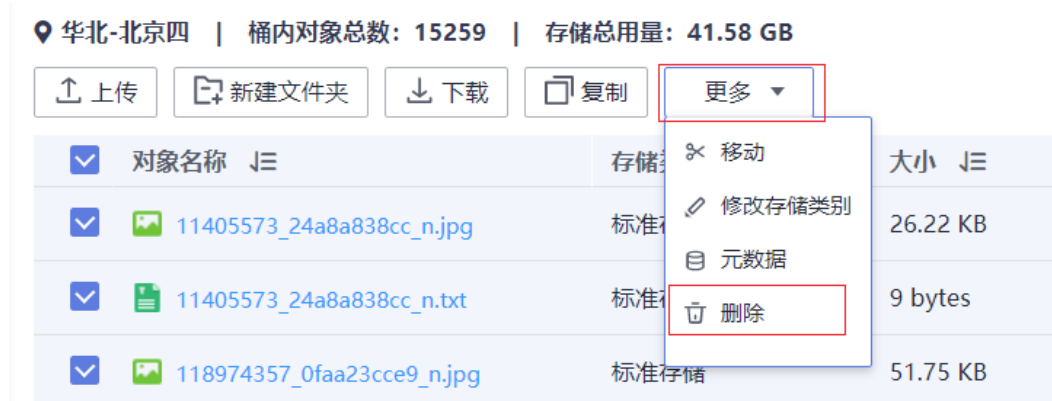 华北-北京四 | 桶内对象总数：15259 | 存储总用量：41.58 GB
上传 新建文件夹 下载 复制 更多
对象名称 存储 大小
移动
修改存储类别
元数据
删除
11405573_24a8a838cc_n.jpg 标准 26.22 KB
11405573_24a8a838cc_n.txt 标准 9 bytes
118974357_0faa23cce9_n.jpg 标准存储 51.75 KB